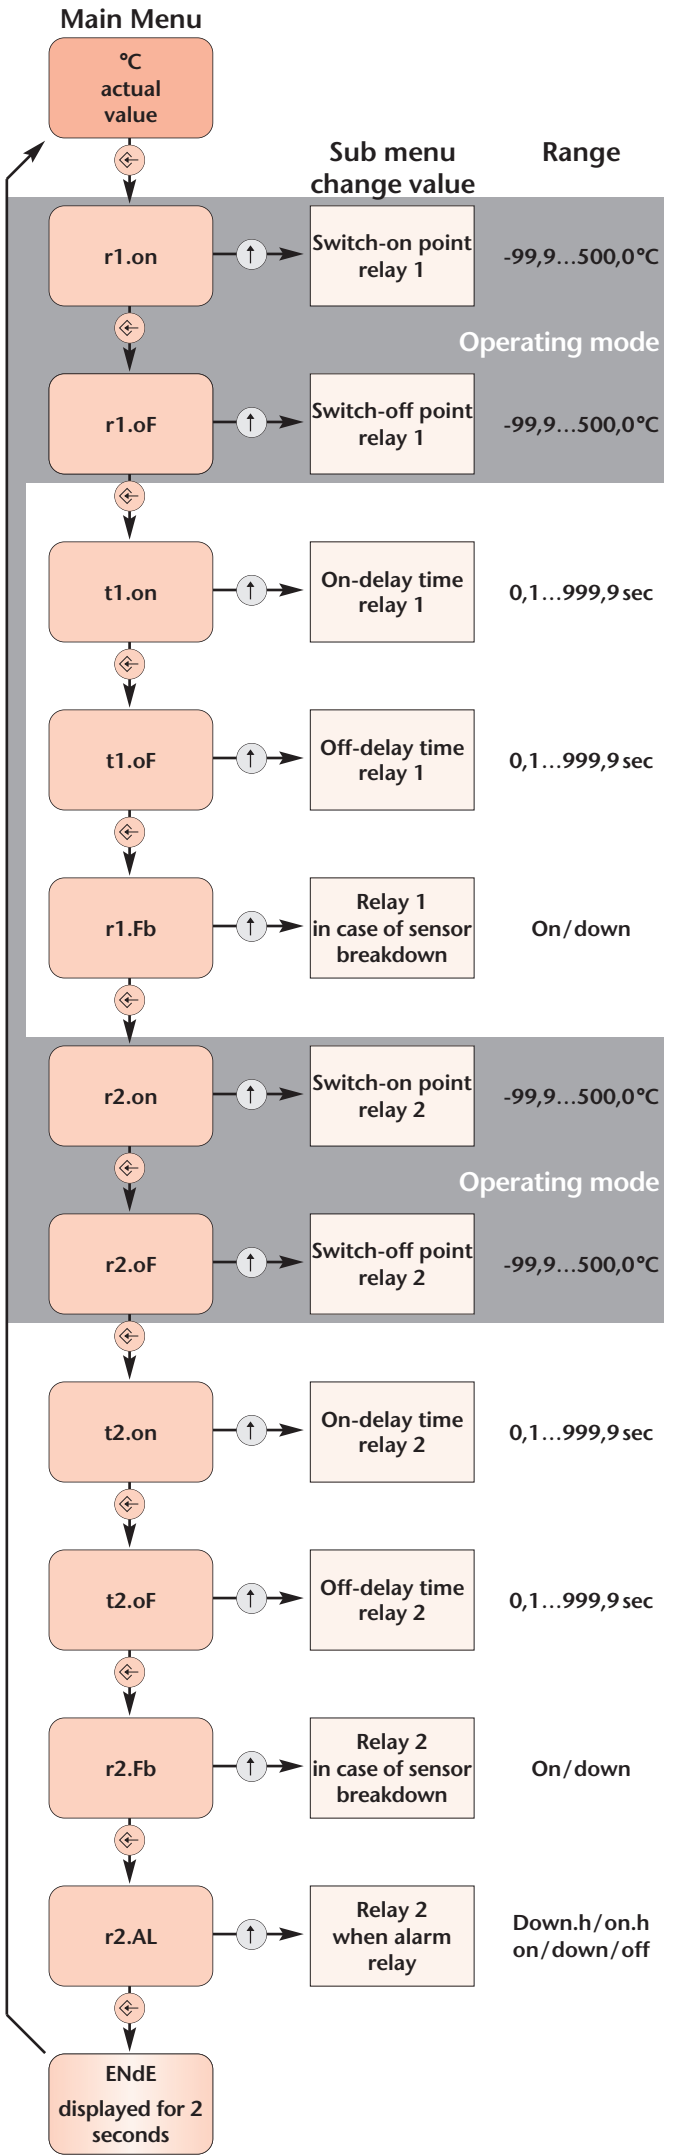 Main Menu
°C
actual
value
Sub menu
change value
Range
r1.on
Switch-on point
relay 1
-99,9...500,0°C
Operating mode
r1.oF
Switch-off point
relay 1
-99,9...500,0°C
t1.on
On-delay time
relay 1
0,1...999,9 sec
t1.oF
Off-delay time
relay 1
0,1...999,9 sec
r1.Fb
Relay 1
in case of sensor
breakdown
On/down
r2.on
Switch-on point
relay 2
-99,9...500,0°C
Operating mode
r2.oF
Switch-off point
relay 2
-99,9...500,0°C
t2.on
On-delay time
relay 2
0,1...999,9 sec
t2.oF
Off-delay time
relay 2
0,1...999,9 sec
r2.Fb
Relay 2
in case of sensor
breakdown
On/down
r2.AL
Relay 2
when alarm
relay
Down.h/on.h
on/down/off
ENdE
displayed for 2
seconds